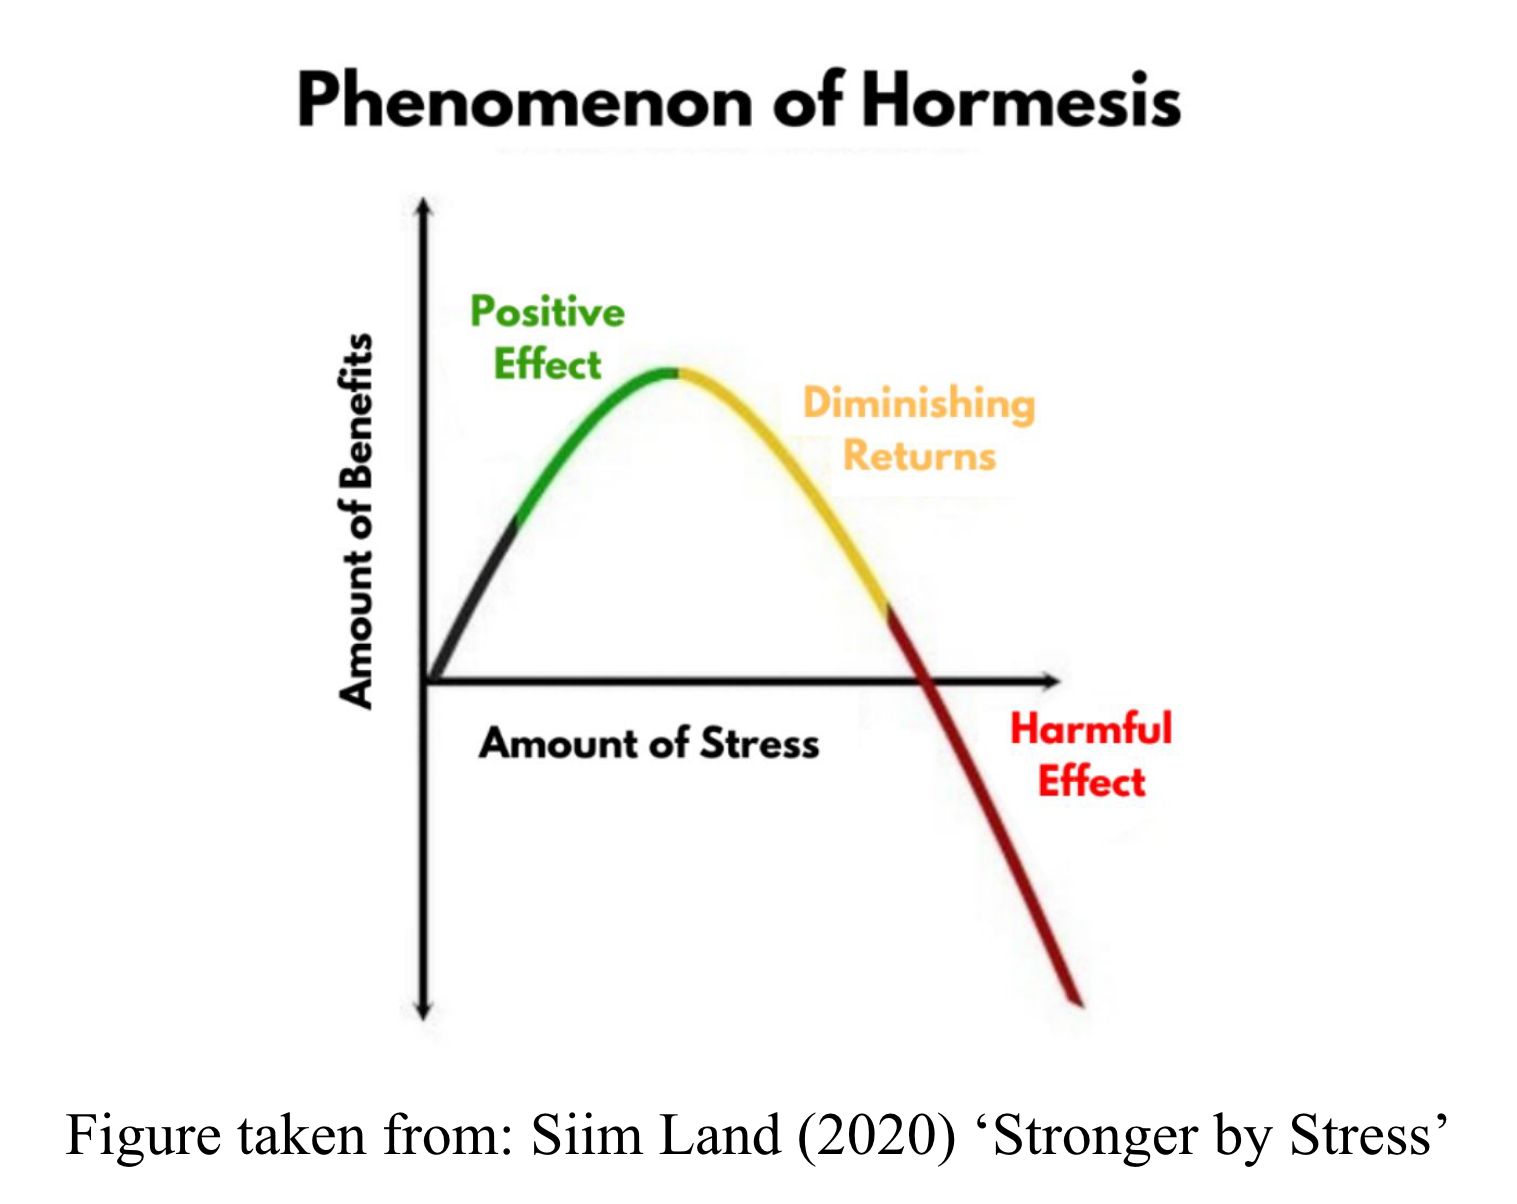 Phenomenon of Hormesis
Positive
Effect
Diminishing
Returns
Amount of Benefits
Amount of Stress
Harmful
Effect
Figure taken from: Siim Land (2020) ‘Stronger by Stress’